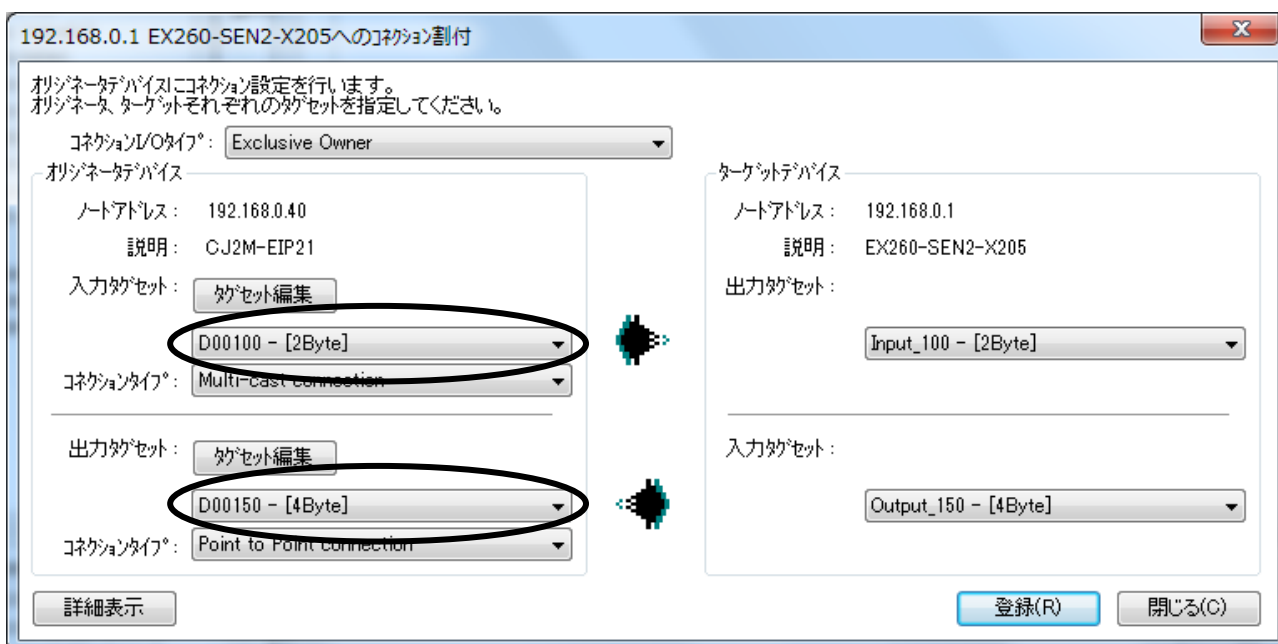 192.168.0.1 EX260-SEN2-X205へのコネクション割付
オリジネータデバイスにコネクション設定を行います。
オリジネータ、ターゲットそれぞれのタグセットを指定してください。
コネクションI/Oタイプ: Exclusive Owner
オリジネータデバイス
ノードアドレス: 192.168.0.40
説明: CJ2M-EIP21
入力タグセット: タグセット編集
D00100 - [2Byte]
コネクションタイプ: Multi-cast connection
出力タグセット: タグセット編集
D00150 - [4Byte]
コネクションタイプ: Point to Point connection
ターゲットデバイス
ノードアドレス: 192.168.0.1
説明: EX260-SEN2-X205
出力タグセット:
Input_100 - [2Byte]
入力タグセット:
Output_150 - [4Byte]
詳細表示
登録(R)
閉じる(C)